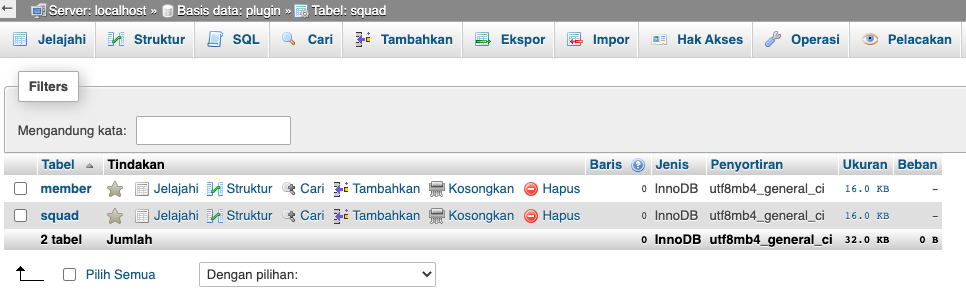 Server: localhost » Basis data: plugin » Tabel: squad
Jelajahi Struktur SQL Cari Tambahkan Ekspor Impor Hak Akses Operasi Pelacakan
Filters
Mengandung kata:
Tabel Tindakan Baris Jenis Penyortiran Ukuran Beban
member Jelajahi Struktur Cari Tambahkan Kosongkan Hapus 0 InnoDB utf8mb4_general_ci 16.0 KB -
squad Jelajahi Struktur Cari Tambahkan Kosongkan Hapus 0 InnoDB utf8mb4_general_ci 16.0 KB -
2 tabel Jumlah 0 InnoDB utf8mb4_general_ci 32.0 KB 0 B
Pilih Semua Dengan pilihan: